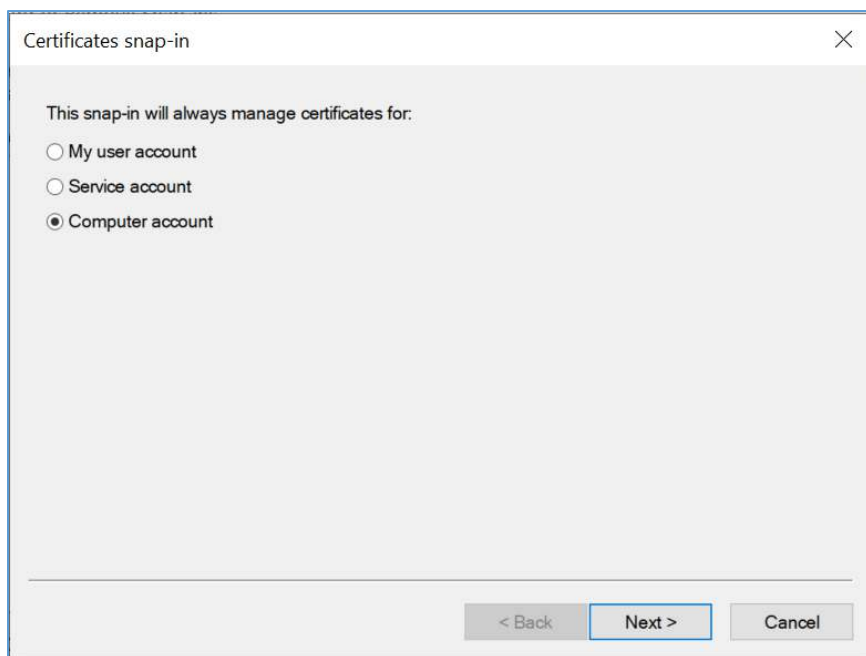 Certificates snap-in
This snap-in will always manage certificates for:
My user account
Service account
Computer account
< Back
Next >
Cancel